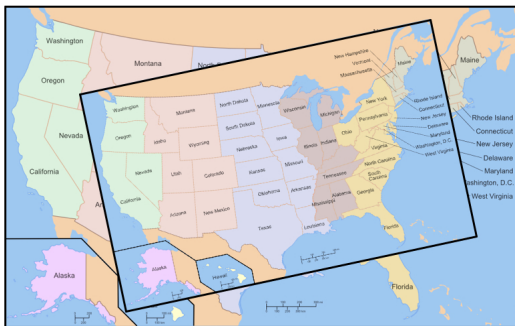 Washington
Oregon
Montana
Nevada
California
Alaska
Florida
Maine
Rhode Island
Connecticut
New Jersey
Delaware
Maryland
West Virginia
New Hampshire
Vermont
Massachusetts
Maine
Washington
Montana
North Dakota
Minnesota
Wisconsin
Michigan
New York
Rhode Island
Connecticut
New Jersey
Delaware
Maryland
Washington, D.C.
West Virginia
Oregon
Idaho
Wyoming
South Dakota
Iowa
Illinois
Indiana
Ohio
Pennsylvania
Nevada
Utah
Colorado
Nebraska
Kansas
Missouri
Virginia
California
Arizona
New Mexico
Oklahoma
Arkansas
Tennessee
North Carolina
South Carolina
Texas
Louisiana
Mississippi
Alabama
Georgia
Florida
Alaska
Hawaii